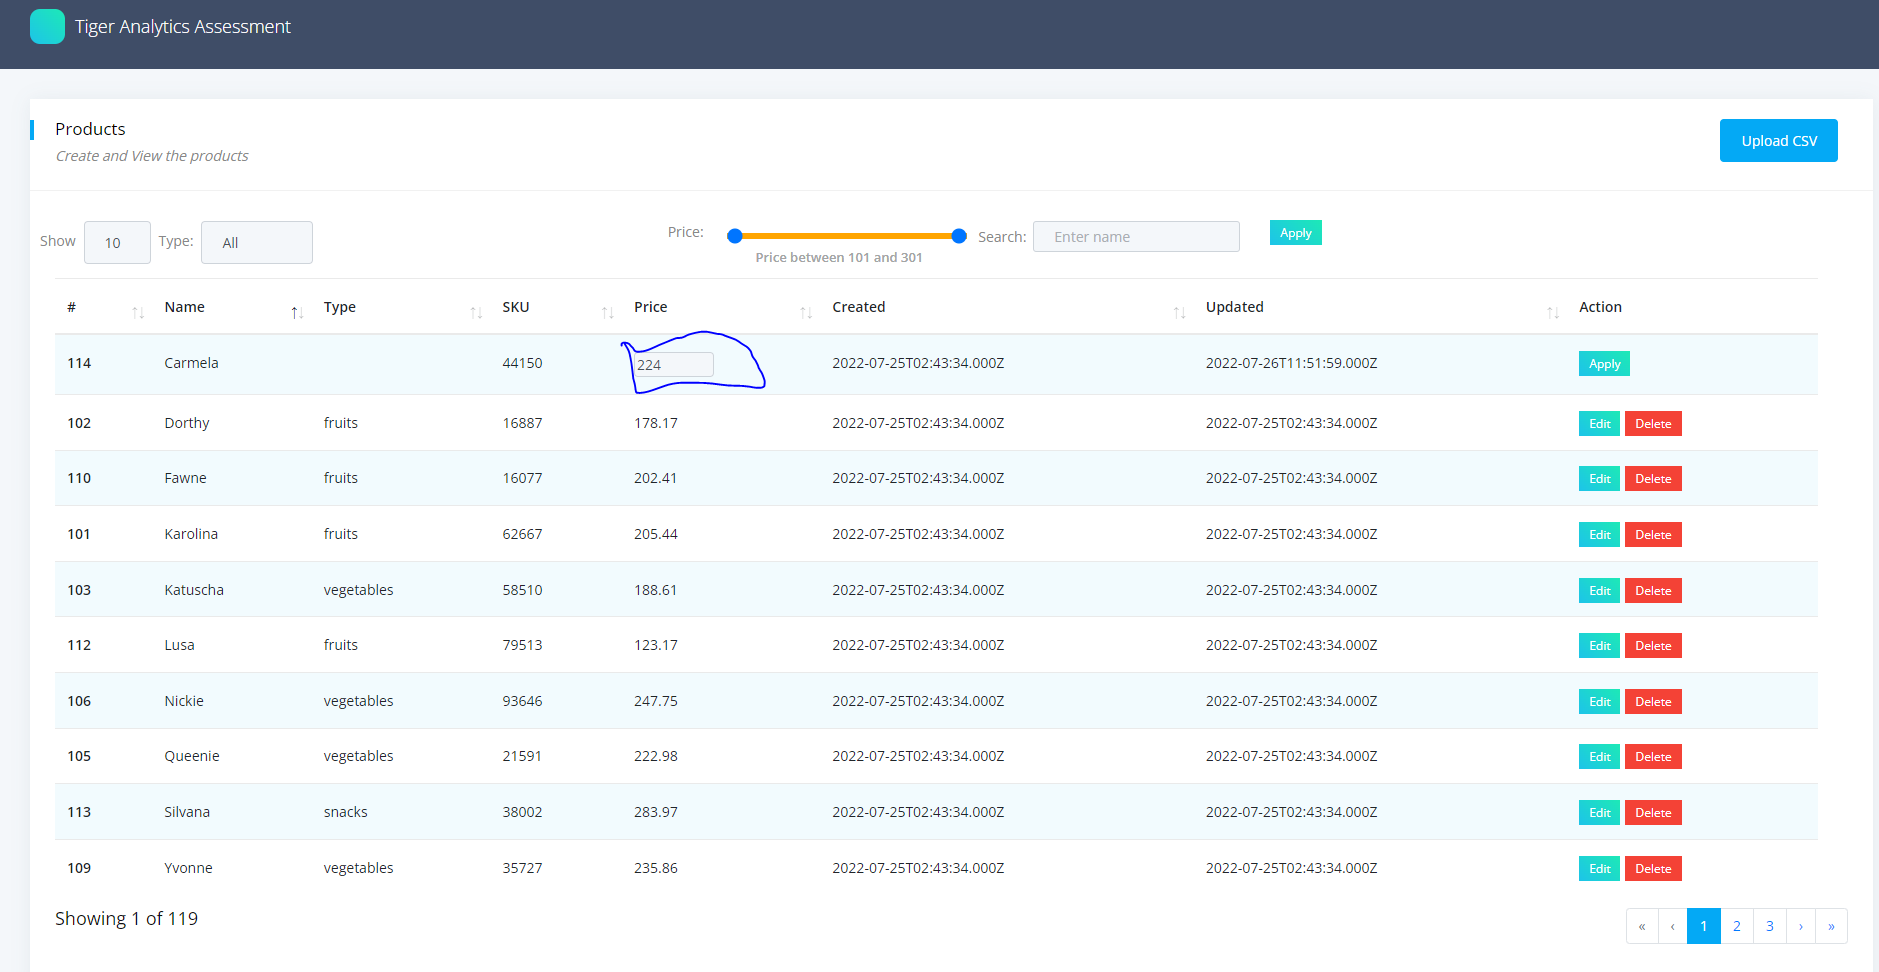 Tiger Analytics Assessment
Products
Create and View the products
Upload CSV
Show 10 Type: All Price: Search: Enter name Apply
Price between 101 and 301
# Name Type SKU Price Created Updated Action
114 Carmela 44150 224 2022-07-25T02:43:34.000Z 2022-07-26T11:51:59.000Z Apply
102 Dorthy fruits 16887 178.17 2022-07-25T02:43:34.000Z 2022-07-25T02:43:34.000Z Edit Delete
110 Fawne fruits 16077 202.41 2022-07-25T02:43:34.000Z 2022-07-25T02:43:34.000Z Edit Delete
101 Karolina fruits 62667 205.44 2022-07-25T02:43:34.000Z 2022-07-25T02:43:34.000Z Edit Delete
103 Katuscha vegetables 58510 188.61 2022-07-25T02:43:34.000Z 2022-07-25T02:43:34.000Z Edit Delete
112 Lusa fruits 79513 123.17 2022-07-25T02:43:34.000Z 2022-07-25T02:43:34.000Z Edit Delete
106 Nickie vegetables 93646 247.75 2022-07-25T02:43:34.000Z 2022-07-25T02:43:34.000Z Edit Delete
105 Queenie vegetables 21591 222.98 2022-07-25T02:43:34.000Z 2022-07-25T02:43:34.000Z Edit Delete
113 Silvana snacks 38002 283.97 2022-07-25T02:43:34.000Z 2022-07-25T02:43:34.000Z Edit Delete
109 Yvonne vegetables 35727 235.86 2022-07-25T02:43:34.000Z 2022-07-25T02:43:34.000Z Edit Delete
Showing 1 of 119
« ‹ 1 2 3 › »